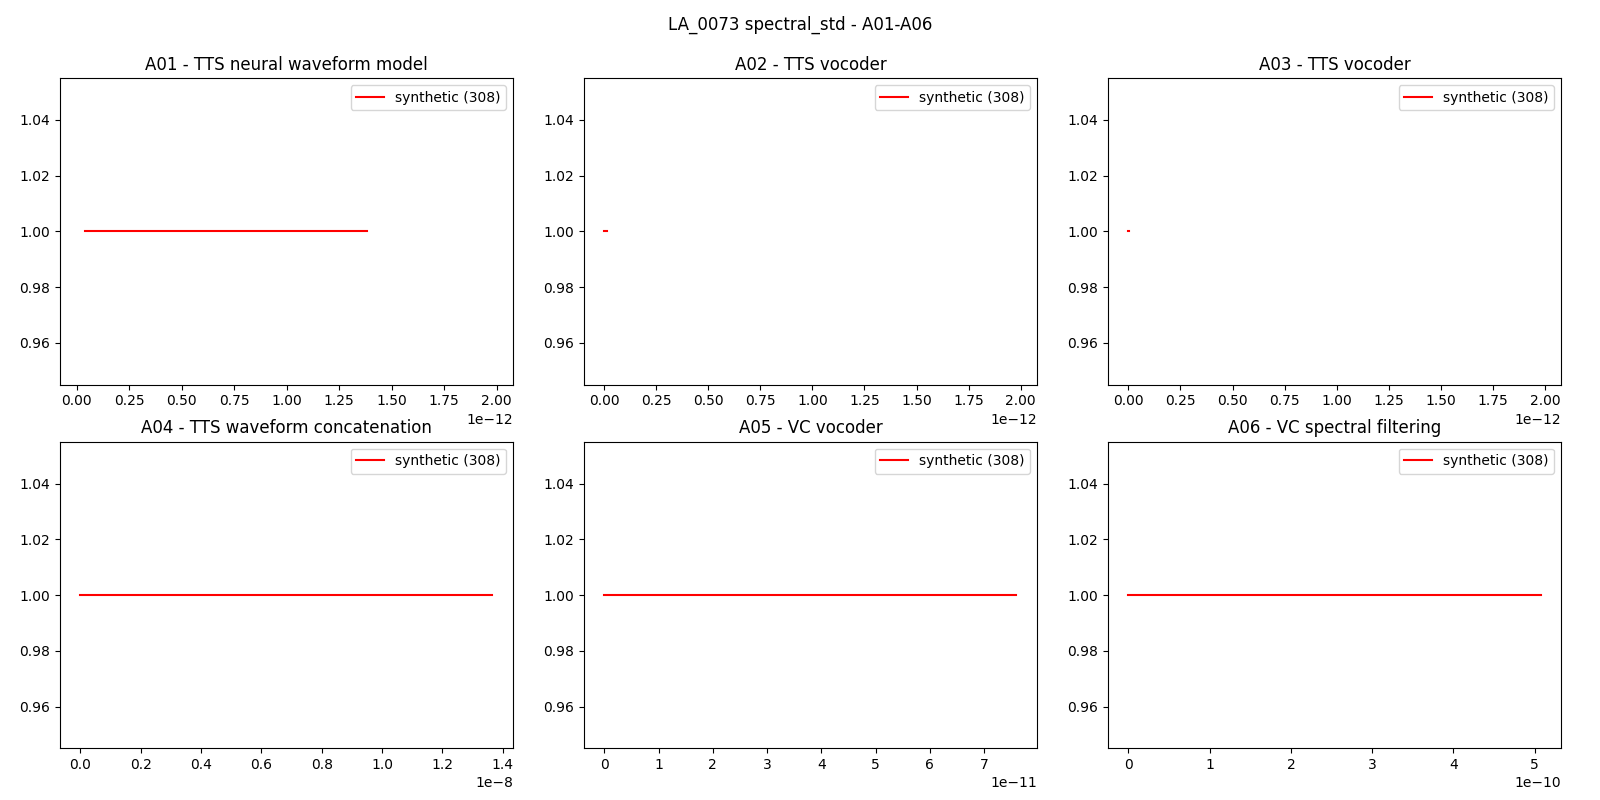 LA_0073 spectral_std - A01-A06
A01 - TTS neural waveform model
A02 - TTS vocoder
A03 - TTS vocoder
synthetic (308)
synthetic (308)
synthetic (308)
1.04
1.02
1.00
0.98
0.96
1.04
1.02
1.00
0.98
0.96
1.04
1.02
1.00
0.98
0.96
0.00 0.25 0.50 0.75 1.00 1.25 1.50 1.75 2.00
1e−12
0.00 0.25 0.50 0.75 1.00 1.25 1.50 1.75 2.00
1e−12
0.00 0.25 0.50 0.75 1.00 1.25 1.50 1.75 2.00
1e−12
A04 - TTS waveform concatenation
A05 - VC vocoder
A06 - VC spectral filtering
synthetic (308)
synthetic (308)
synthetic (308)
1.04
1.02
1.00
0.98
0.96
1.04
1.02
1.00
0.98
0.96
1.04
1.02
1.00
0.98
0.96
0.0 0.2 0.4 0.6 0.8 1.0 1.2 1.4
1e−8
0 1 2 3 4 5 6 7
1e−11
0 1 2 3 4 5
1e−10